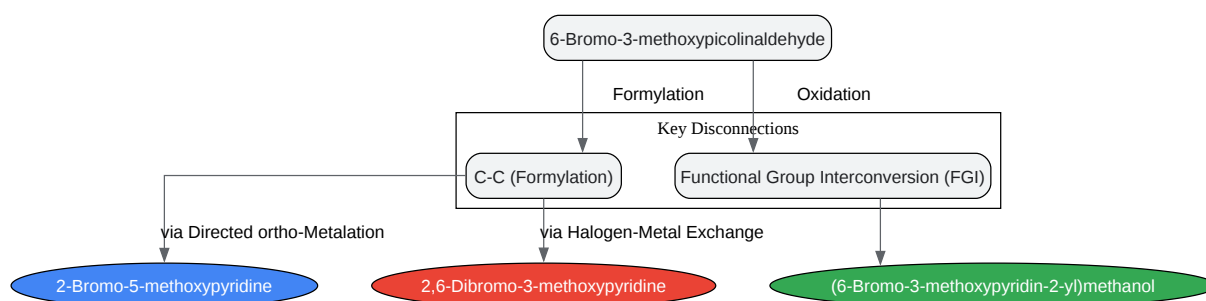 6-Bromo-3-methoxypicolinaldehyde
Formylation
Oxidation
Key Disconnections
C-C (Formylation)
Functional Group Interconversion (FGI)
via Directed ortho-Metalation
via Halogen-Metal Exchange
2-Bromo-5-methoxypyridine
2,6-Dibromo-3-methoxypyridine
(6-Bromo-3-methoxypyridin-2-yl)methanol